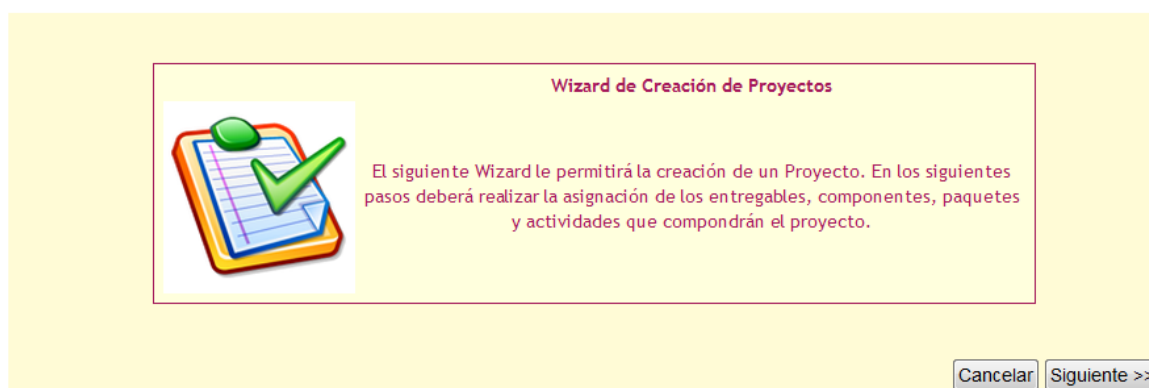 Wizard de Creación de Proyectos
El siguiente Wizard le permitirá la creación de un Proyecto. En los siguientes
pasos deberá realizar la asignación de los entregables, componentes, paquetes
y actividades que compondrán el proyecto.
Cancelar
Siguiente >>